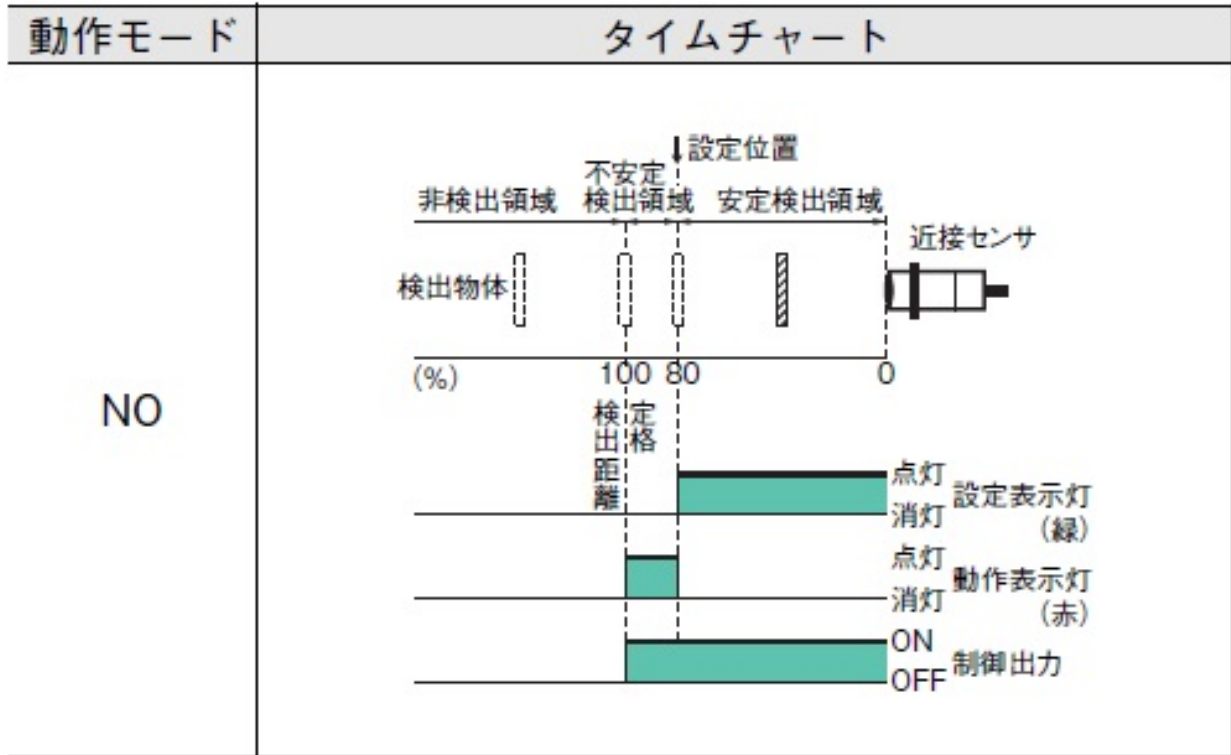 動作モード
タイムチャート
NO
設定位置
不安定
非検出領域
検出領域
安定検出領域
近接センサ
検出物体
(%)
100
80
0
検出距離
定格
点灯
消灯
設定表示灯
(緑)
点灯
消灯
動作表示灯
(赤)
ON
OFF
制御出力